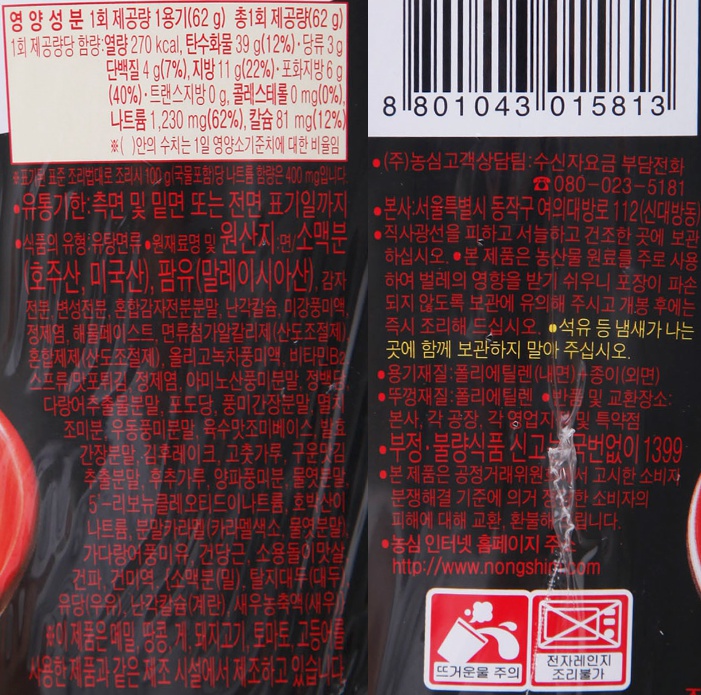 영 양 성 분 1회 제공량 1용기(62 g) 총1회 제공량(62 g)
1회 제공량당 함량:열량 270 kcal, 탄수화물 39 g(12%)·당류 3 g
단백질 4 g(7%), 지방 11 g(22%)·포화지방 6 g
(40%)·트랜스지방 0 g, 콜레스테롤 0 mg(0%),
나트륨 1,230 mg(62%), 칼슘 81 mg(12%)
※( )안의 수치는 1일 영양소기준치에 대한 비율임
※표기된 표준 조리법대로 조리시 100 g(국물포함)당 나트륨 함량은 400 mg입니다
•유통기한:측면 및 밑면 또는 전면 표기일까지
•식품의 유형:유탕면류 •원재료명 및 원산지:면/소맥분
(호주산, 미국산), 팜유(말레이시아산), 감자
전분, 변성전분, 혼합감자전분분말, 난각칼슘, 미강풍미액,
정제염, 해물페이스트, 면류첨가알칼리제(산도조절제)
혼합제제(산도조절제), 올리고녹차풍미액, 비타민B2
스프류/맛포튀김, 정제염, 아미노산풍미분말, 정백당,
다랑어추출물분말, 포도당, 풍미간장분말
조미분, 우동풍미분말, 육수맛조미베이스, 발효
간장분말, 김후레이크, 고춧가루,
추출분말, 후추가루, 양파풍미분말, 물엿분말,
5'-리보뉴클레오티드이나트륨, 호박산이
나트륨, 분말카라멜(카라멜색소, 물엿분말),
가다랑어풍미유, 건당근, 소용돌이맛살
건파, 건미역, (소맥분(밀), 탈지대두(대두)
유당(우유), 난각칼슘(계란), 새우농축액(새우)
※이 제품은 메밀, 땅콩, 게, 돼지고기, 토마토, 고등어를
사용한 제품과 같은 제조 시설에서 제조하고 있습니다.
8 801043 015813
•(주)농심고객상담팀:수신자요금 부담전화
☎080-023-5181
•본사:서울특별시 동작구 여의대방로 112(신대방동)
•직사광선을 피하고 서늘하고 건조한 곳에 보관
하십시오. •본 제품은 농산물 원료를 주로 사용
하여 벌레의 영향을 받기 쉬우니 포장이 파손
되지 않도록 보관에 유의해 주시고 개봉 후에는
즉시 조리해 드십시오. •석유 등 냄새가 나는
곳에 함께 보관하지 말아 주십시오.
•용기재질:폴리에틸렌(내면)+종이(외면)
•뚜껑재질:폴리에틸렌 •반품 및 교환장소:
본사, 각 공장, 각 영업지점 및 특약점
•부정·불량식품 신고는 국번없이 1399
•본 제품은 공정거래위원회에서 고시한 소비자
분쟁해결 기준에 의거 정당한 소비자의
피해에 대해 교환, 환불해 드립니다.
•농심 인터넷 홈페이지 주소
http://www.nongshim.com
뜨거운물 주의
전자레인지
조리불가